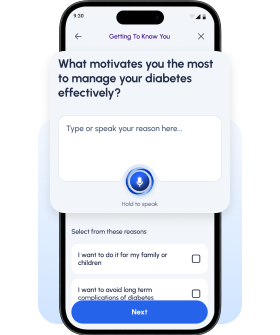 9:30
Getting To Know You
What motivates you the most
to manage your diabetes
effectively?
Type or speak your reason here...
Hold to speak
Select from these reasons
I want to do it for my family or
children
I want to avoid long term
complications of diabetes
Next